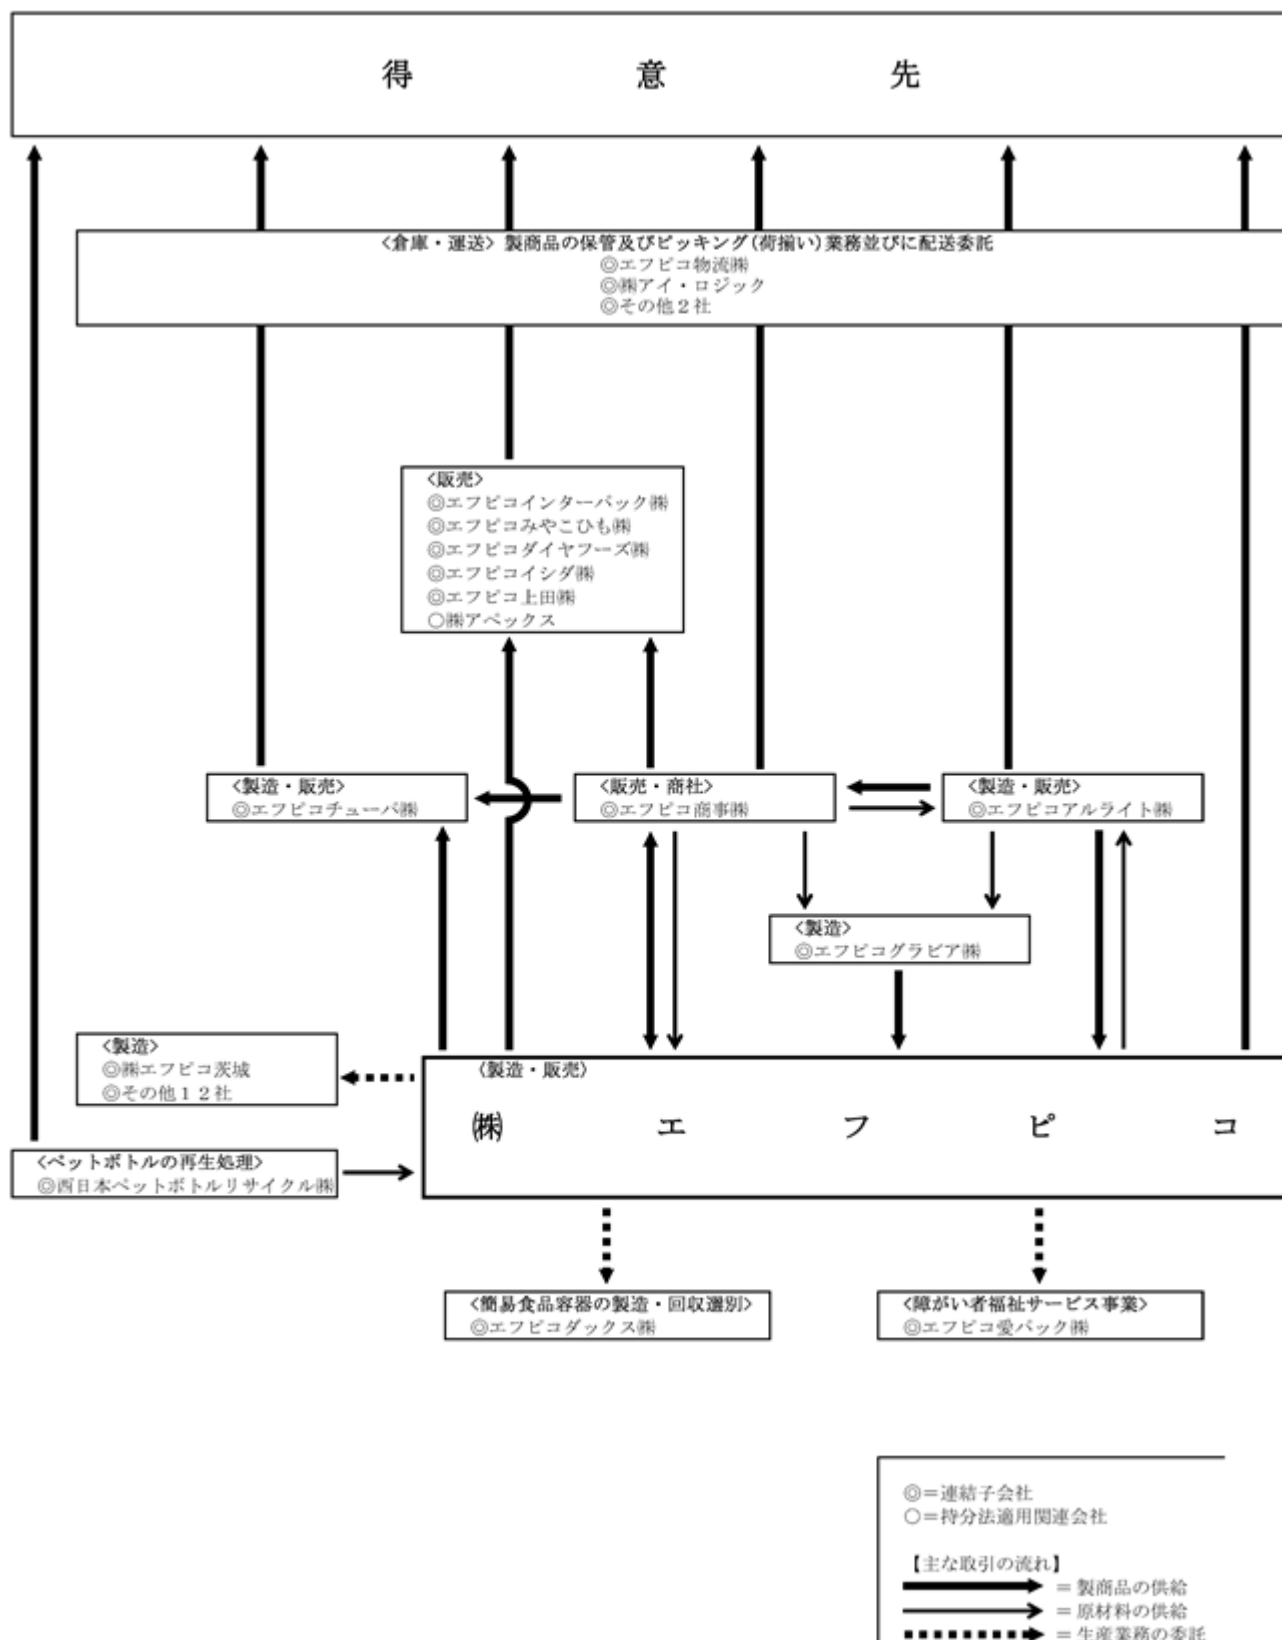 得意先
<倉庫・運送> 製商品の保管及びピッキング(荷揃い)業務並びに配送委託
◎エフピコ物流㈱
◎㈱アイ・ロジック
◎その他2社
<販売>
◎エフピコインターパック㈱
◎エフピコみやこひも㈱
◎エフピコダイヤフーズ㈱
◎エフピコイシダ㈱
◎エフピコ上田㈱
○㈱アペックス
<製造・販売>
◎エフピコチューパ㈱
<販売・商社>
◎エフピコ商事㈱
<製造・販売>
◎エフピコアルライト㈱
<製造>
◎エフピコグラビア㈱
<製造>
◎㈱エフピコ茨城
◎その他12社
<製造・販売>
㈱エフピコ
<ペットボトルの再生処理>
◎西日本ペットボトルリサイクル㈱
<簡易食品容器の製造・回収選別>
◎エフピコダックス㈱
<障がい者福祉サービス事業>
◎エフピコ愛パック㈱
◎=連結子会社
○=持分法適用関連会社
【主な取引の流れ】
=製商品の供給
=原材料の供給
=生産業務の委託